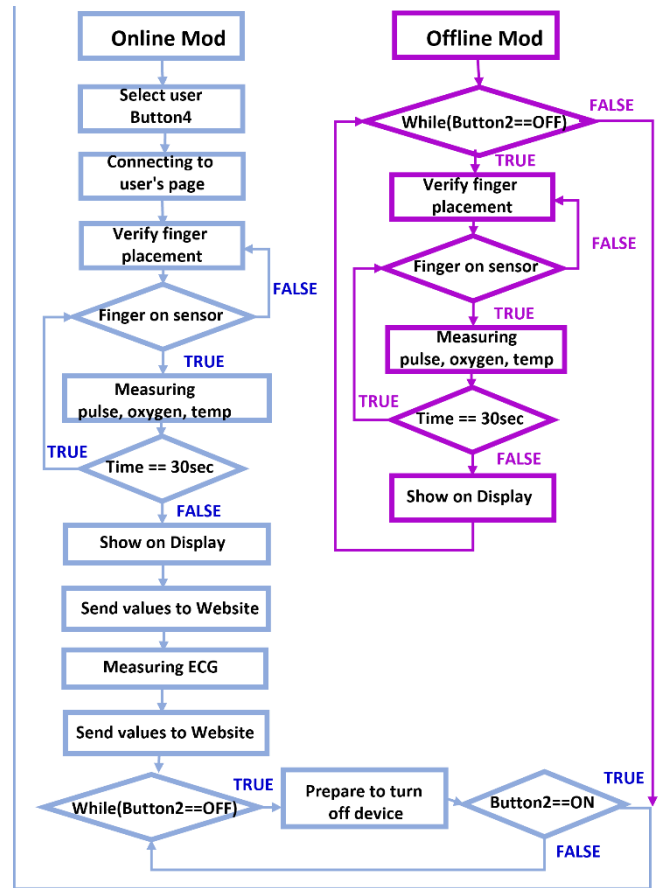 Online Mod
Select user
Button4
Connecting to
user's page
Verify finger
placement
FALSE
Finger on sensor
TRUE
Measuring
pulse, oxygen, temp
TRUE
Time == 30sec
FALSE
Show on Display
Send values to Website
Measuring ECG
Send values to Website
While(Button2==OFF)
TRUE
Prepare to turn
off device
Button2==ON
TRUE
FALSE
Offline Mod
While(Button2==OFF)
FALSE
TRUE
Verify finger
placement
FALSE
Finger on sensor
TRUE
Measuring
pulse, oxygen, temp
TRUE
Time == 30sec
FALSE
Show on Display